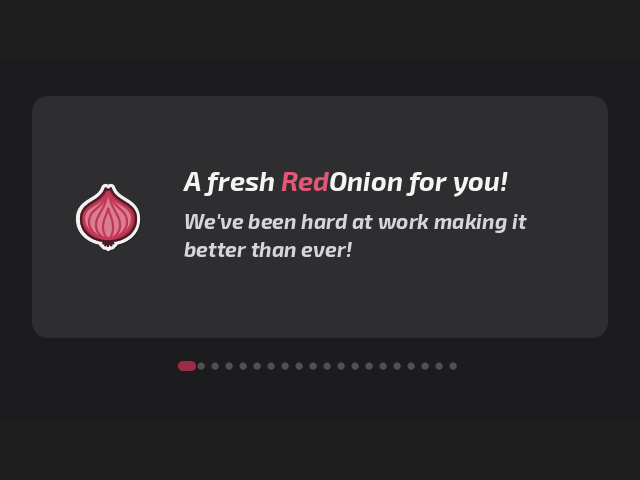 A fresh RedOnion for you!
We've been hard at work making it
better than ever!